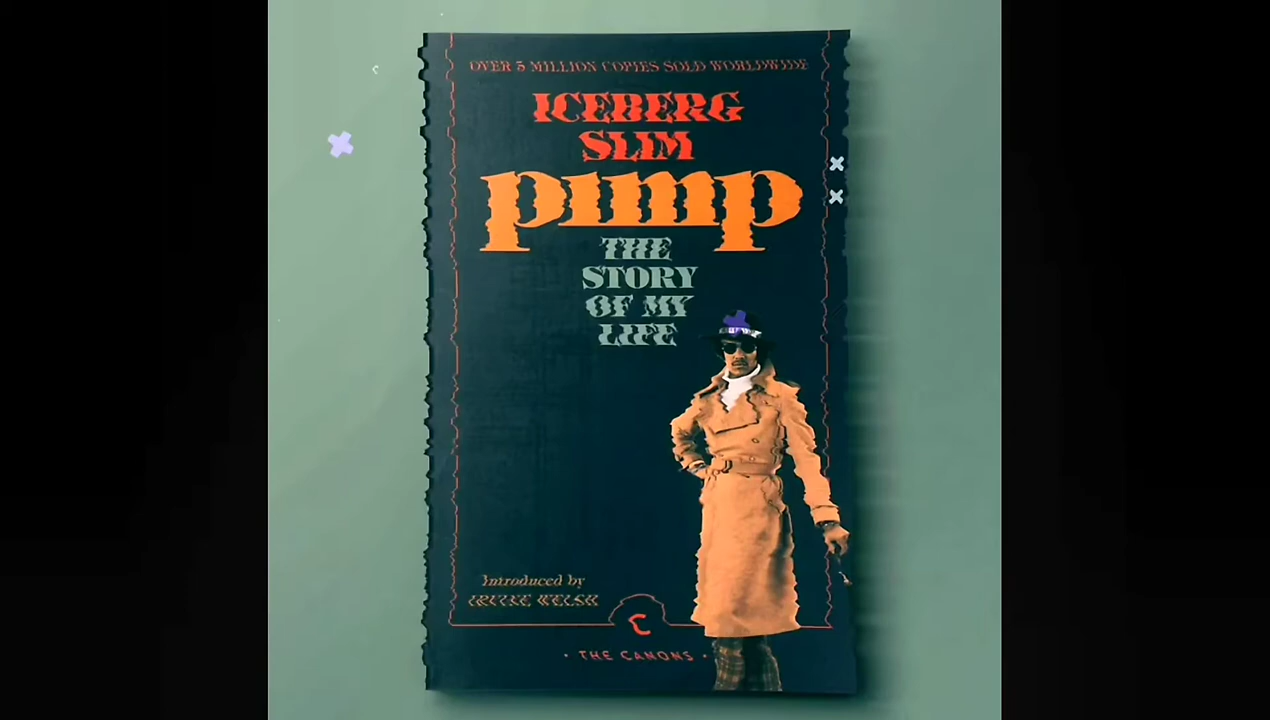 OVER 5 MILLION COPIES SOLD WORLDWIDE
ICEBERG
SLIM
pimp
THE
STORY
OF MY
LIFE
Introduced by
IRVINE WELSH
C
• THE CANONS •